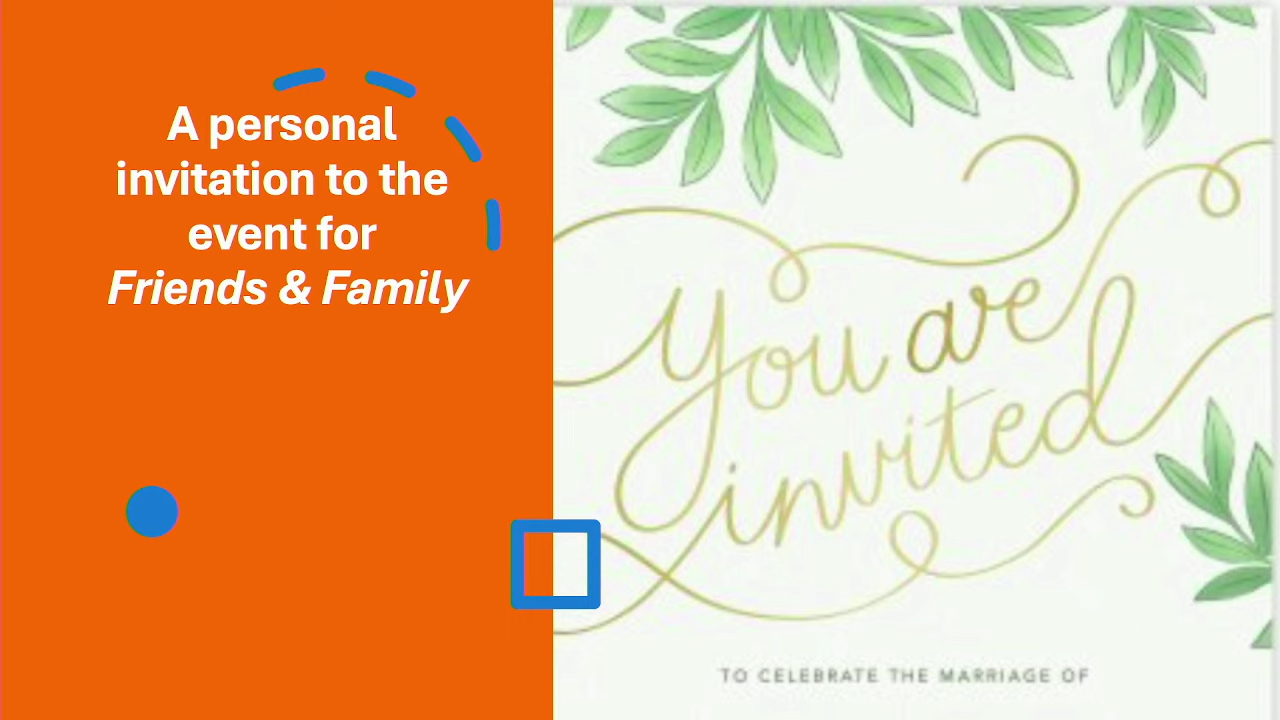 A personal
invitation to the
event for
Friends & Family
You are
invited
TO CELEBRATE THE MARRIAGE OF